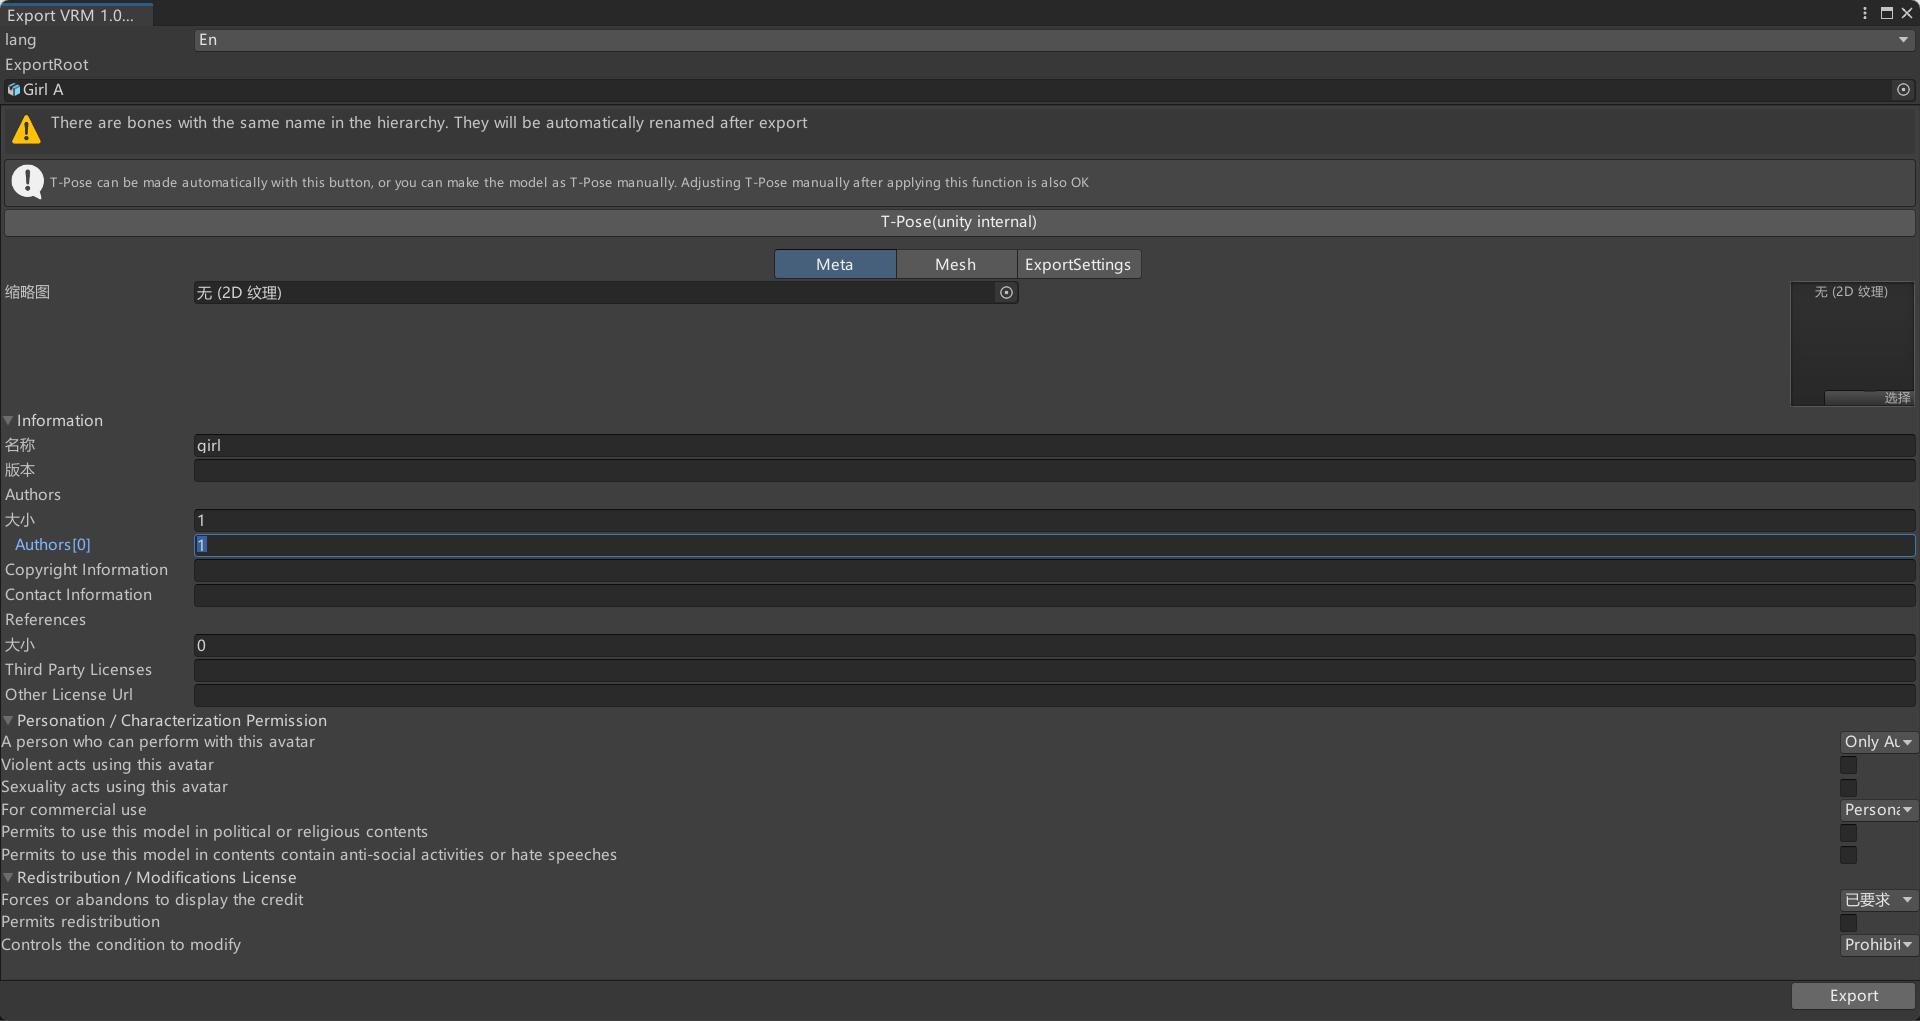 Export VRM 1.0...
lang
En
ExportRoot
Girl A
There are bones with the same name in the hierarchy. They will be automatically renamed after export
T-Pose can be made automatically with this button, or you can make the model as T-Pose manually. Adjusting T-Pose manually after applying this function is also OK
T-Pose(unity internal)
Meta
Mesh
ExportSettings
缩略图
无 (2D 纹理)
无 (2D 纹理)
选择
Information
名称
girl
版本
Authors
大小
1
Authors[0]
1
Copyright Information
Contact Information
References
大小
0
Third Party Licenses
Other License Url
Personation / Characterization Permission
A person who can perform with this avatar
Only Au
Violent acts using this avatar
Sexuality acts using this avatar
For commercial use
Persona
Permits to use this model in political or religious contents
Permits to use this model in contents contain anti-social activities or hate speeches
Redistribution / Modifications License
Forces or abandons to display the credit
已要求
Permits redistribution
Controls the condition to modify
Prohibit
Export